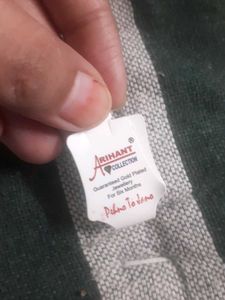 ARIHANT ®
COLLECTION
Guaranteed Gold Plated
Jewellery
For Six Months
Pehno To Jano